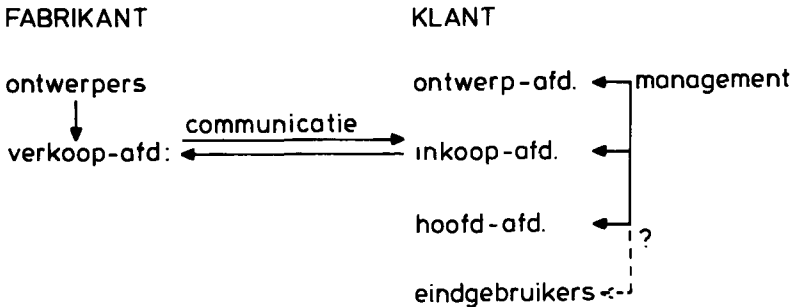 FABRIKANT KLANT
ontwerpers ontwerp-afd. management
communicatie
verkoop-afd: inkoop-afd.
hoofd-afd.
?
eindgebruikers